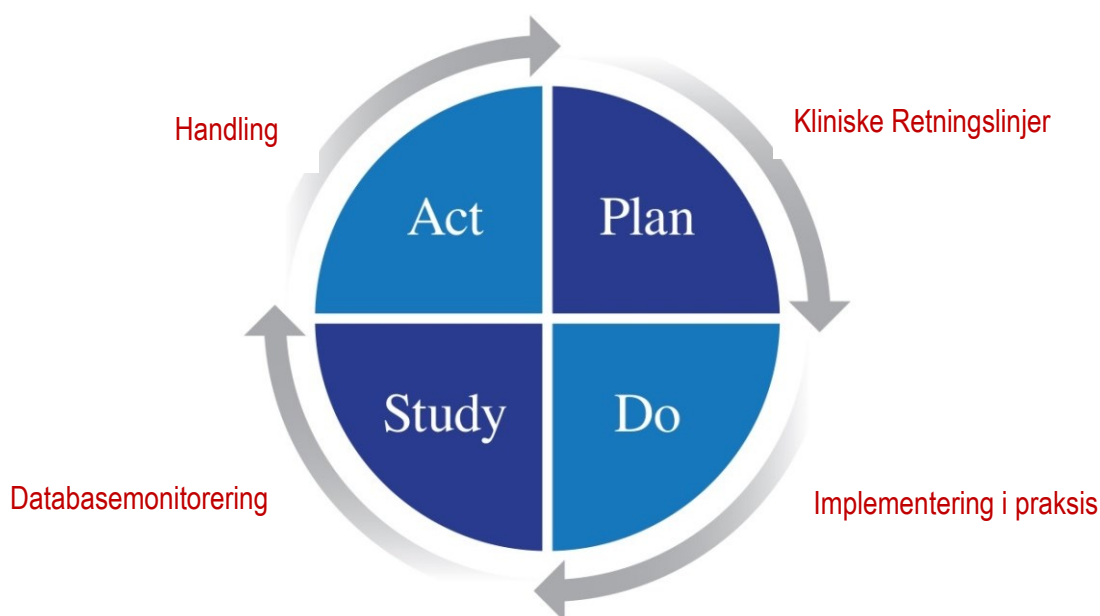 Handling
Kliniske Retningslinjer
Act
Plan
Study
Do
Databasemonitorering
Implementering i praksis